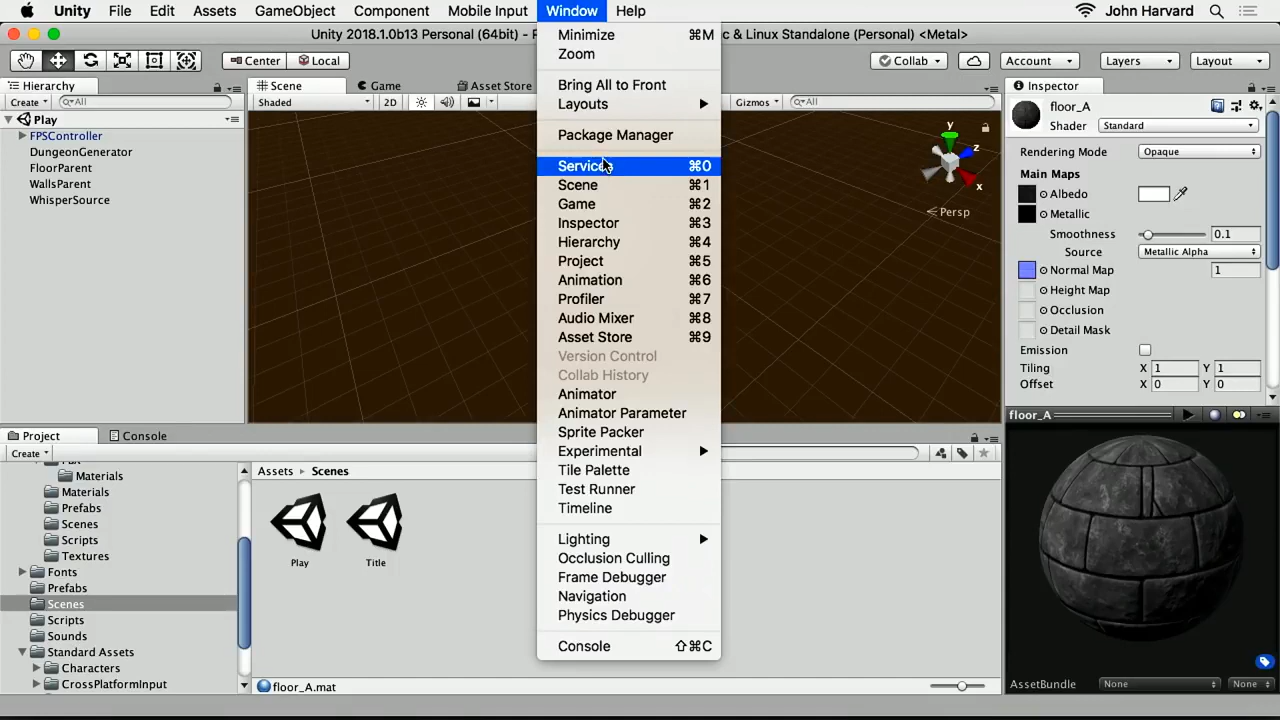 Unity File Edit Assets GameObject Component Mobile Input Window Help John Harvard
Unity 2018.1.0b13 Personal (64bit) - P c & Linux Standalone (Personal) <Metal>
Center Local Collab Account Layers Layout
Hierarchy
Create All
Play
FPSController
DungeonGenerator
FloorParent
WallsParent
WhisperSource
Scene Game Asset Store
Shaded 2D Gizmos All
y
z
x
Persp
Minimize ⌘M
Zoom
Bring All to Front
Layouts
Package Manager
Services ⌘0
Scene ⌘1
Game ⌘2
Inspector ⌘3
Hierarchy ⌘4
Project ⌘5
Animation ⌘6
Profiler ⌘7
Audio Mixer ⌘8
Asset Store ⌘9
Version Control
Collab History
Animator
Animator Parameter
Sprite Packer
Experimental
Tile Palette
Test Runner
Timeline
Lighting
Occlusion Culling
Frame Debugger
Navigation
Physics Debugger
Console ⇧⌘C
Inspector
floor_A
Shader Standard
Rendering Mode Opaque
Main Maps
Albedo
Metallic
Smoothness 0.1
Source Metallic Alpha
Normal Map 1
Height Map
Occlusion
Detail Mask
Emission
Tiling X 1 Y 1
Offset X 0 Y 0
floor_A
AssetBundle None None
Project Console
Create
Materials
Materials
Prefabs
Scenes
Scripts
Textures
Fonts
Prefabs
Scenes
Scripts
Sounds
Standard Assets
Characters
CrossPlatformInput
Assets Scenes
Play Title
floor_A.mat